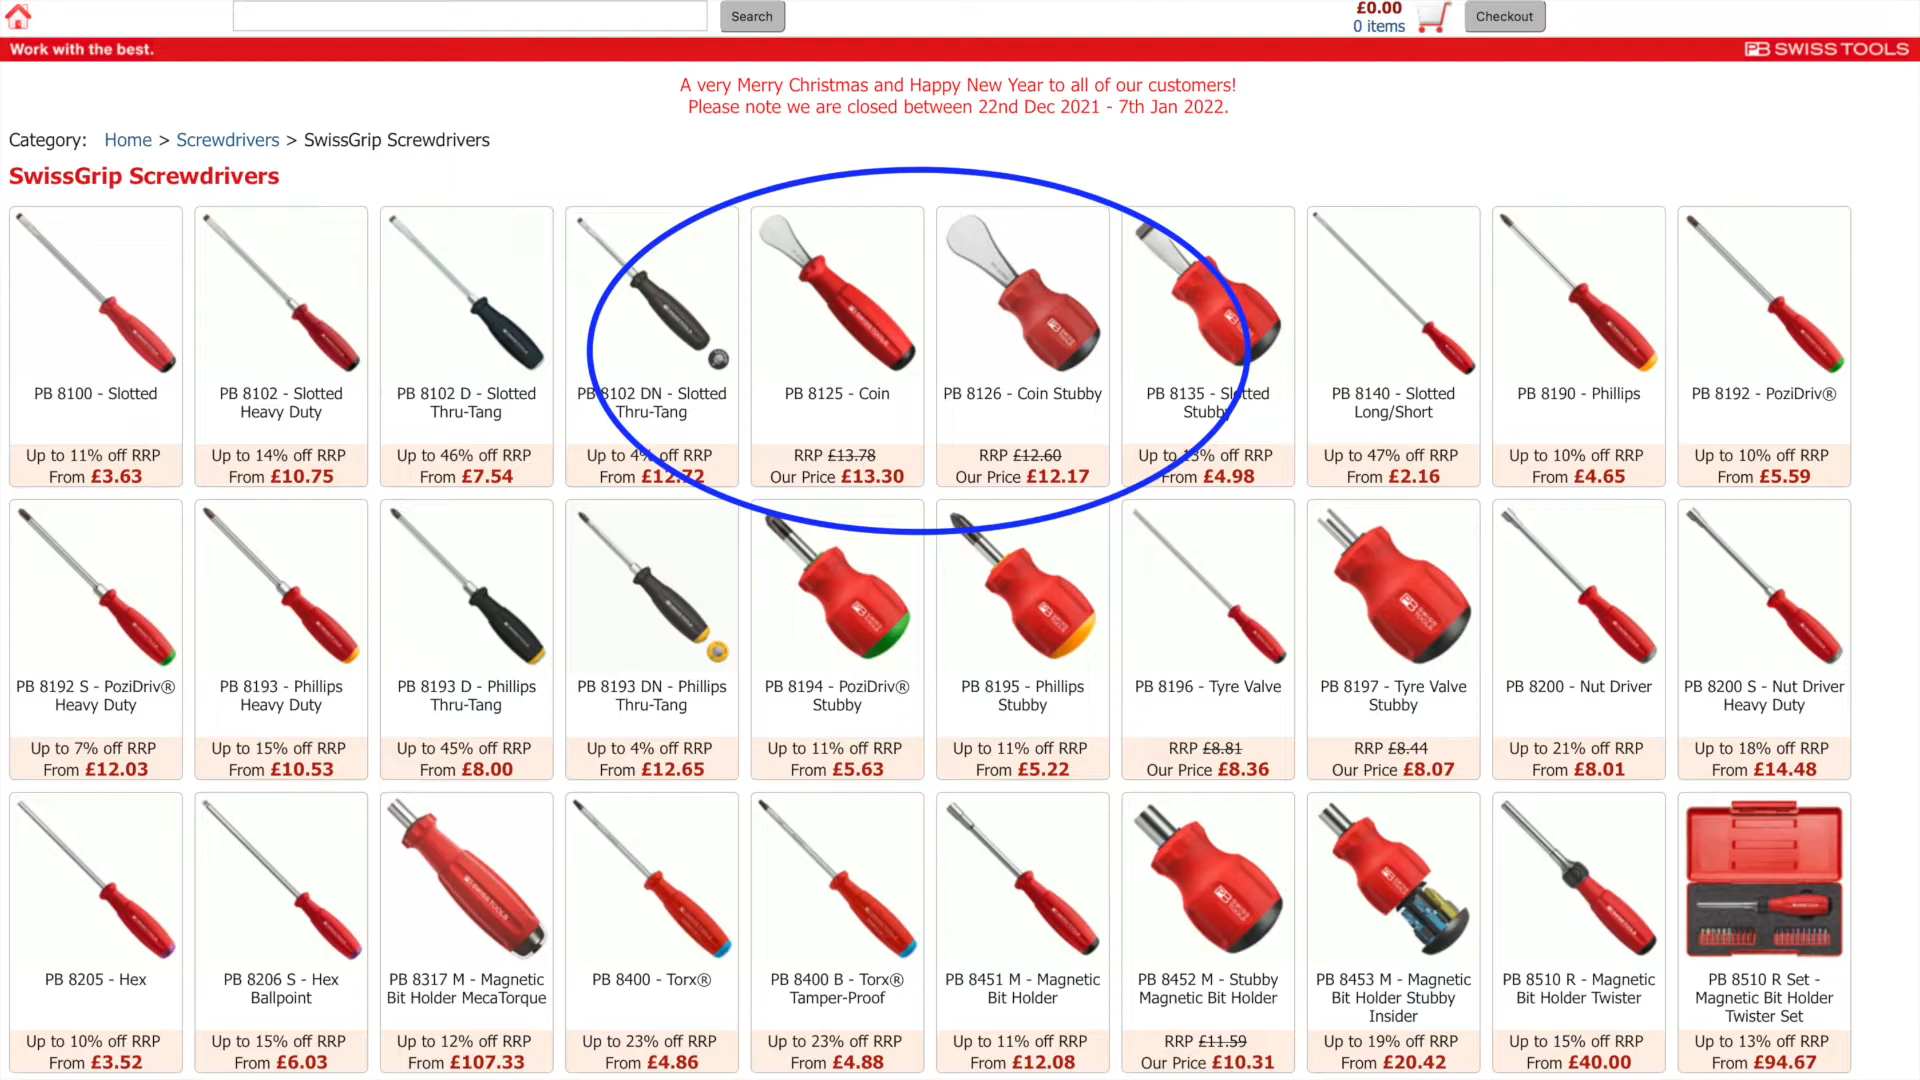 Search
£0.00
0 items
Checkout
Work with the best.
PB SWISS TOOLS
A very Merry Christmas and Happy New Year to all of our customers!
Please note we are closed between 22nd Dec 2021 - 7th Jan 2022.
Category: Home > Screwdrivers > SwissGrip Screwdrivers
SwissGrip Screwdrivers
PB 8100 - Slotted
Up to 11% off RRP
From £3.63
PB 8102 - Slotted
Heavy Duty
Up to 14% off RRP
From £10.75
PB 8102 D - Slotted
Thru-Tang
Up to 46% off RRP
From £7.54
PB 8102 DN - Slotted
Thru-Tang
Up to 4% off RRP
From £12.72
PB 8125 - Coin
RRP £13.78
Our Price £13.30
PB 8126 - Coin Stubby
RRP £12.60
Our Price £12.17
PB 8135 - Slotted
Stubby
Up to 13% off RRP
From £4.98
PB 8140 - Slotted
Long/Short
Up to 47% off RRP
From £2.16
PB 8190 - Phillips
Up to 10% off RRP
From £4.65
PB 8192 - PoziDriv®
Up to 10% off RRP
From £5.59
PB 8192 S - PoziDriv®
Heavy Duty
Up to 7% off RRP
From £12.03
PB 8193 - Phillips
Heavy Duty
Up to 15% off RRP
From £10.53
PB 8193 D - Phillips
Thru-Tang
Up to 45% off RRP
From £8.00
PB 8193 DN - Phillips
Thru-Tang
Up to 4% off RRP
From £12.65
PB 8194 - PoziDriv®
Stubby
Up to 11% off RRP
From £5.63
PB 8195 - Phillips
Stubby
Up to 11% off RRP
From £5.22
PB 8196 - Tyre Valve
RRP £8.81
Our Price £8.36
PB 8197 - Tyre Valve
Stubby
RRP £8.44
Our Price £8.07
PB 8200 - Nut Driver
Up to 21% off RRP
From £8.01
PB 8200 S - Nut Driver
Heavy Duty
Up to 18% off RRP
From £14.48
PB 8205 - Hex
Up to 10% off RRP
From £3.52
PB 8206 S - Hex
Ballpoint
Up to 15% off RRP
From £6.03
PB 8317 M - Magnetic
Bit Holder MecaTorque
Up to 12% off RRP
From £107.33
PB 8400 - Torx®
Up to 23% off RRP
From £4.86
PB 8400 B - Torx®
Tamper-Proof
Up to 23% off RRP
From £4.88
PB 8451 M - Magnetic
Bit Holder
Up to 11% off RRP
From £12.08
PB 8452 M - Stubby
Magnetic Bit Holder
RRP £11.59
Our Price £10.31
PB 8453 M - Magnetic
Bit Holder Stubby
Insider
Up to 19% off RRP
From £20.42
PB 8510 R - Magnetic
Bit Holder Twister
Up to 15% off RRP
From £40.00
PB 8510 R Set -
Magnetic Bit Holder
Twister Set
Up to 13% off RRP
From £94.67